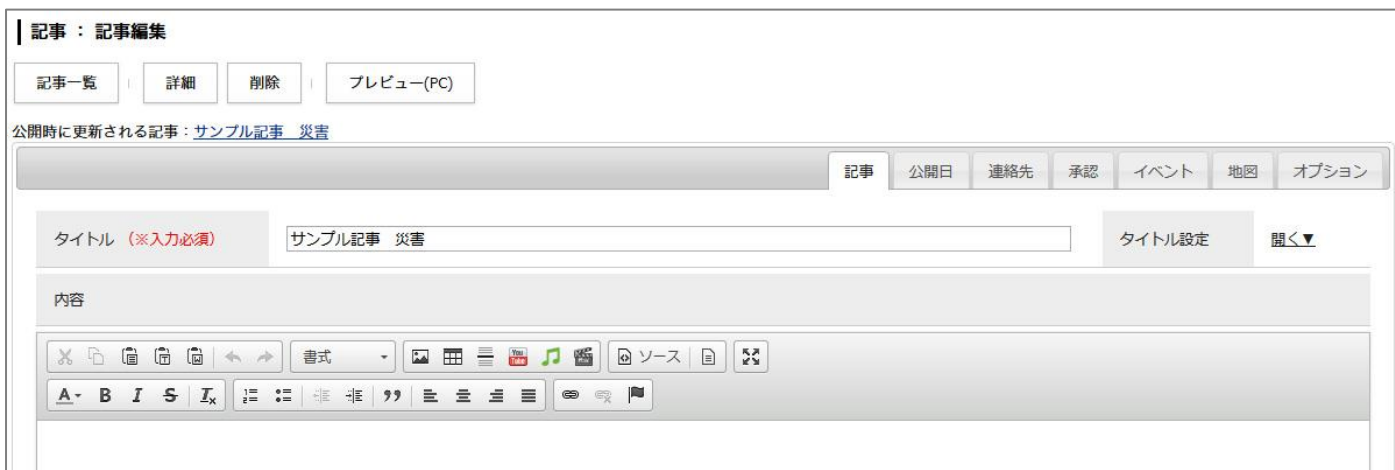 記事 ： 記事編集
記事一覧 詳細 削除 プレビュー(PC)
公開時に更新される記事：サンプル記事　災害
記事 公開日 連絡先 承認 イベント 地図 オプション
タイトル （※入力必須） サンプル記事　災害 タイトル設定 開く▼
内容
書式 You Tube ソース
A B I S Ix